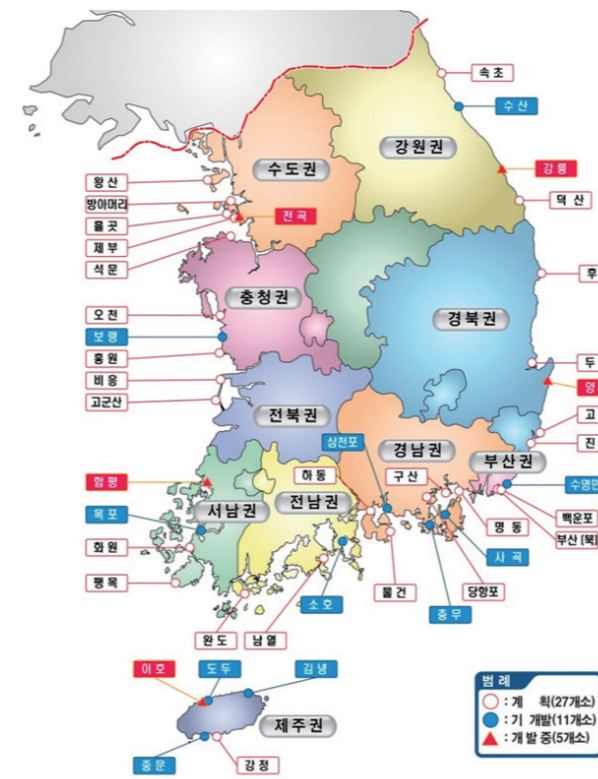 속초
수산
강원권
수도권
강릉
왕산
덕산
방아머리
흘곳
전곡
제부
석문
후
충청권
오천
경북권
보령
홍원
두
비응
영
고군산
전북권
고
삼천포
경남권
진
하동
구산
부산권
함평
수영만
서남권
전남권
목포
백운포
명동
부산(북)
화원
사곡
팽목
물건
당항포
소호
충무
완도
남열
이호
도두
김녕
제주권
중문
강정
범례
: 계 획(27개소)
: 기 개발(11개소)
: 개발중(5개소)